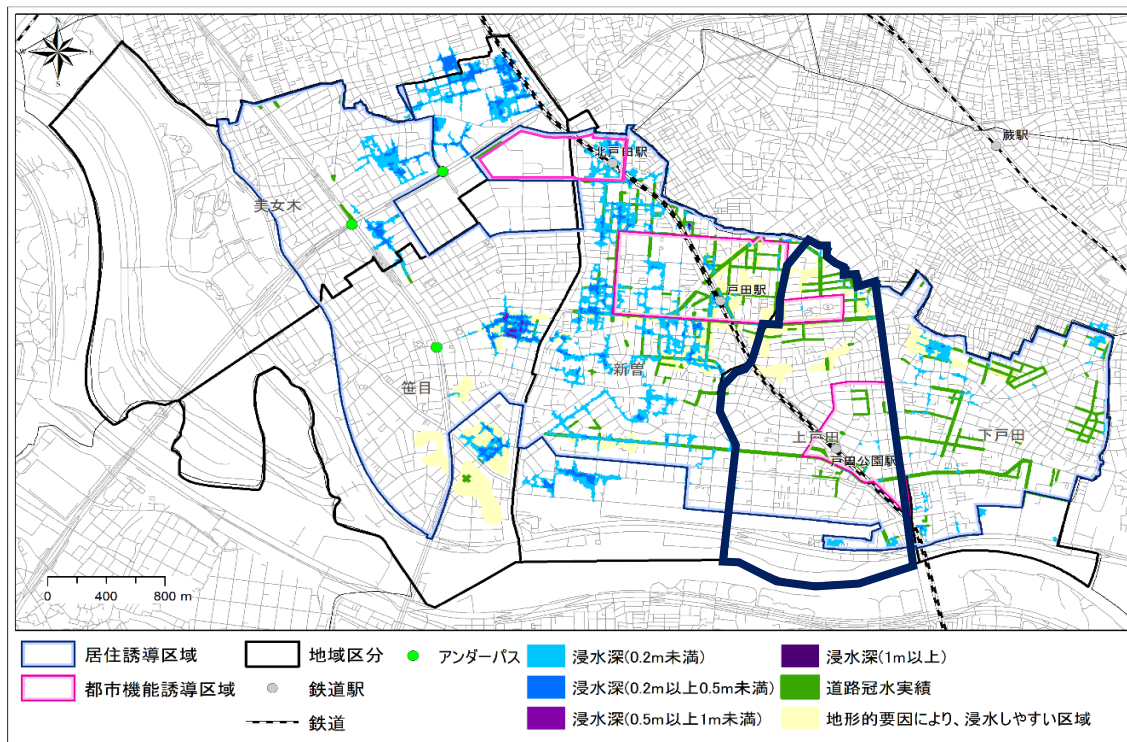 N
W
E
S
北戸田駅
蕨駅
美女木
戸田駅
新曽
笹目
上戸田
下戸田
戸田公園駅
0 400 800 m
居住誘導区域
地域区分
アンダーパス
浸水深(0.2m未満)
浸水深(1m以上)
都市機能誘導区域
鉄道駅
浸水深(0.2m以上0.5m未満)
道路冠水実績
鉄道
浸水深(0.5m以上1m未満)
地形的要因により、浸水しやすい区域